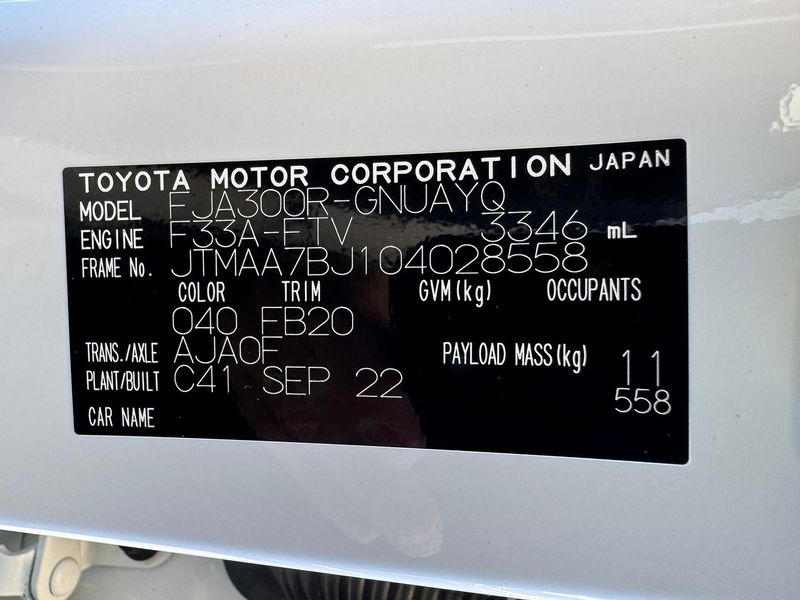 TOYOTA MOTOR CORPORATION JAPAN
MODEL FJA300R-GNUAYQ
ENGINE F33A-FTV 3346 mL
FRAME No. JTMAA7BJ104028558
COLOR TRIM GVM(kg) OCCUPANTS
040 FB20
TRANS./AXLE AJA0F PAYLOAD MASS(kg) 11
PLANT/BUILT C41 SEP 22 558
CAR NAME